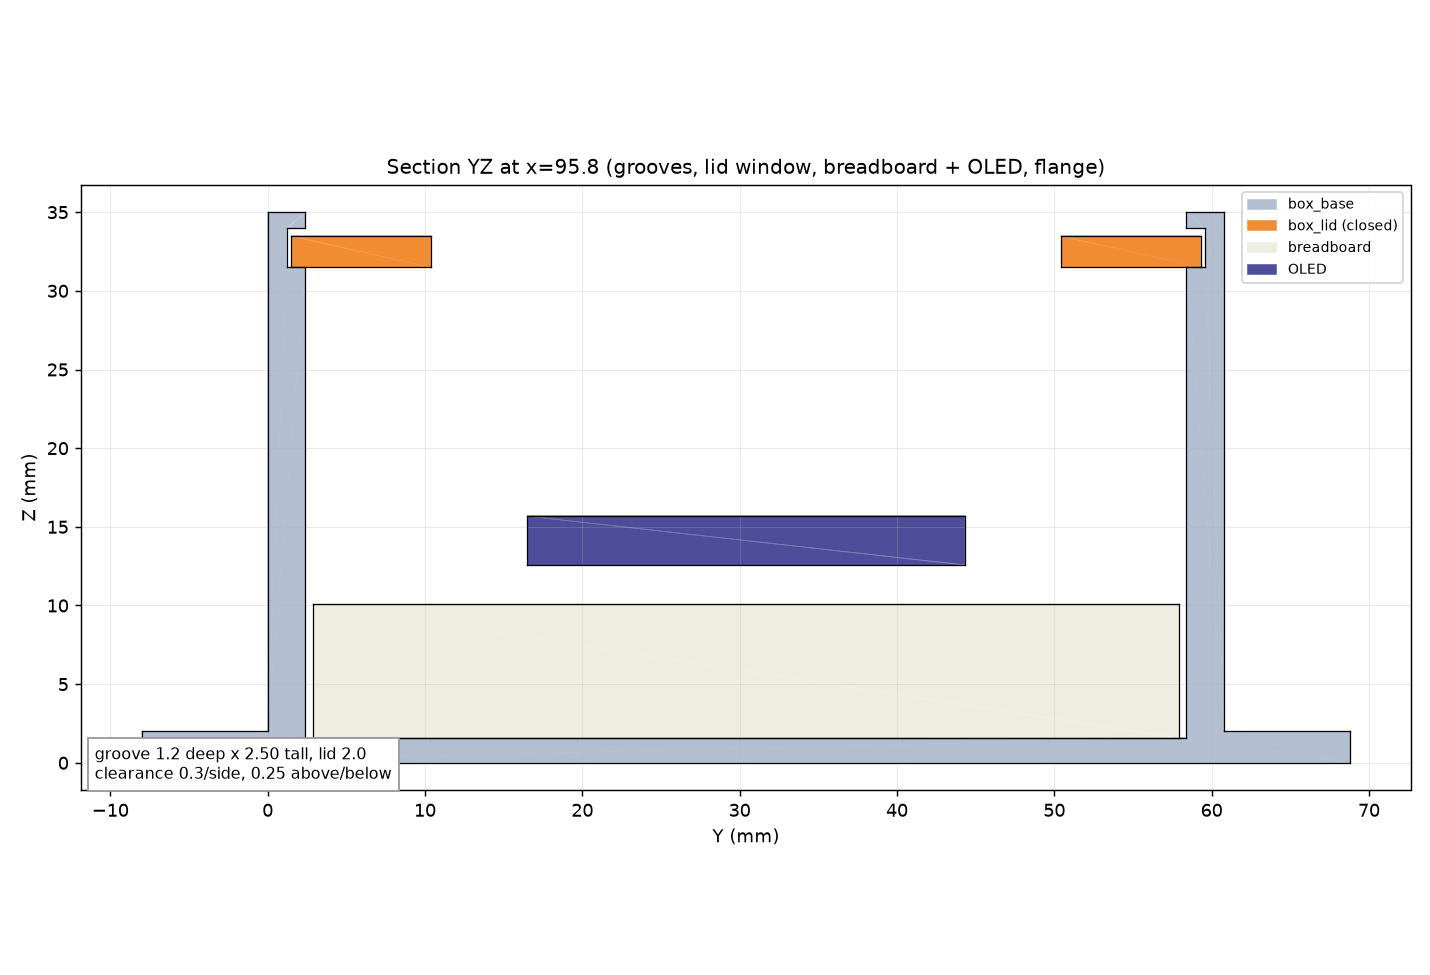 Section YZ at x=95.8 (grooves, lid window, breadboard + OLED, flange)
box_base
box_lid (closed)
breadboard
OLED
35
30
25
20
15
10
5
0
Z (mm)
groove 1.2 deep x 2.50 tall, lid 2.0
clearance 0.3/side, 0.25 above/below
−10
0
10
20
30
40
50
60
70
Y (mm)